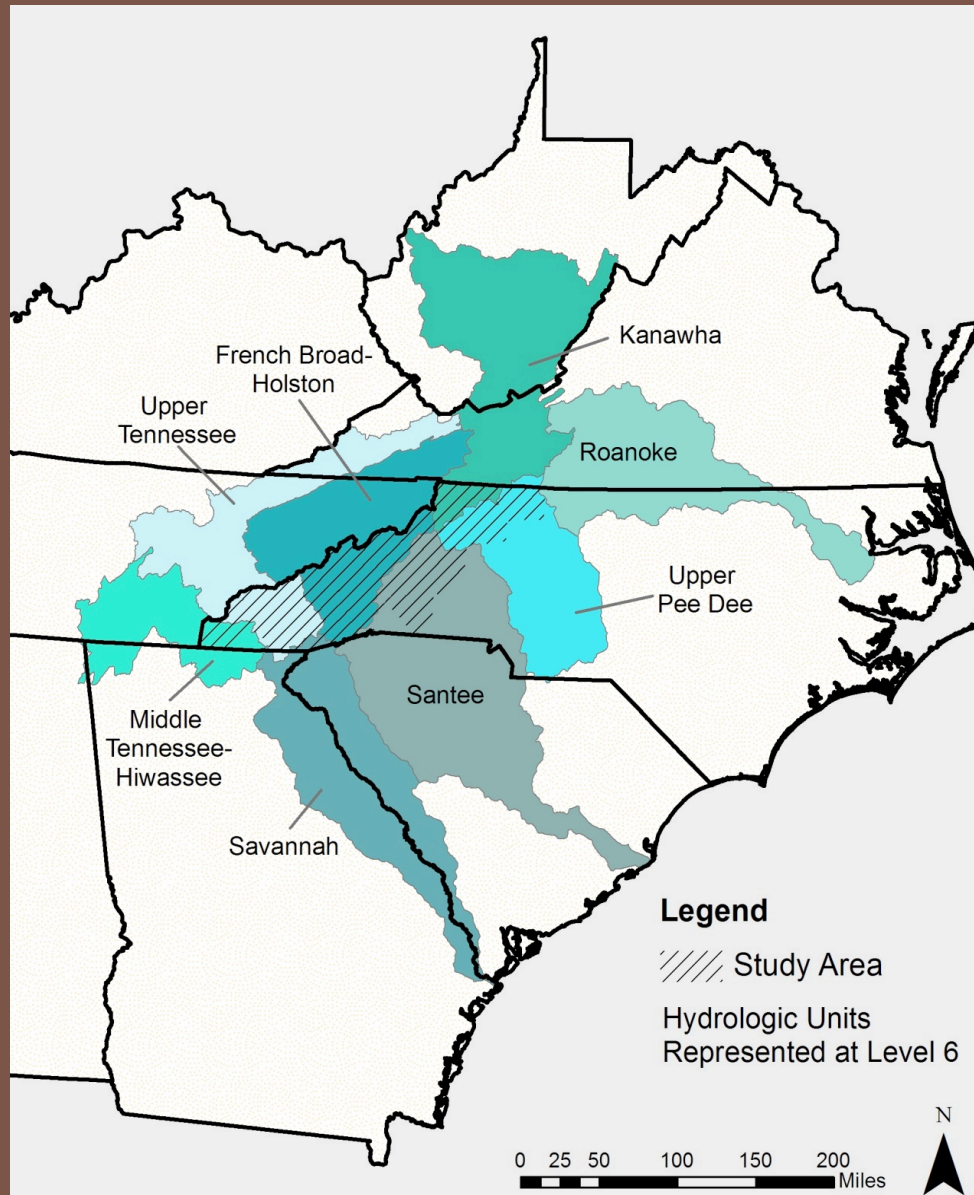 Kanawha
French Broad-
Holston
Upper
Tennessee
Roanoke
Upper
Pee Dee
Santee
Middle
Tennessee-
Hiwassee
Savannah
Legend
Study Area
Hydrologic Units
Represented at Level 6
N
0 25 50 100 150 200
Miles